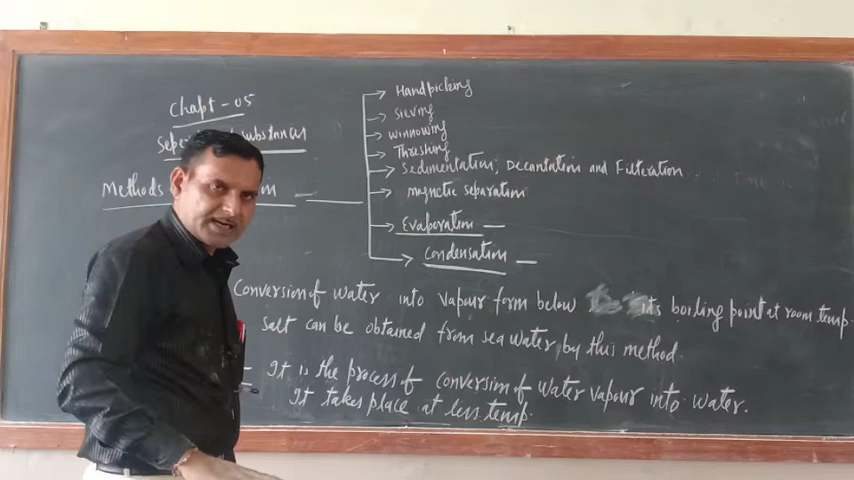 Chapt - 05
substances
Methods
Handpicking
Sieving
Winnowing
Threshing
Sedimentation, Decantation and Filteration
magnetic separation
Evaporation -
Condensation -
Conversion of water into vapour form below its boiling point at room temp.
Salt can be obtained from sea water by this method.
It is the process of conversion of water vapour into water.
It takes place at less temp.